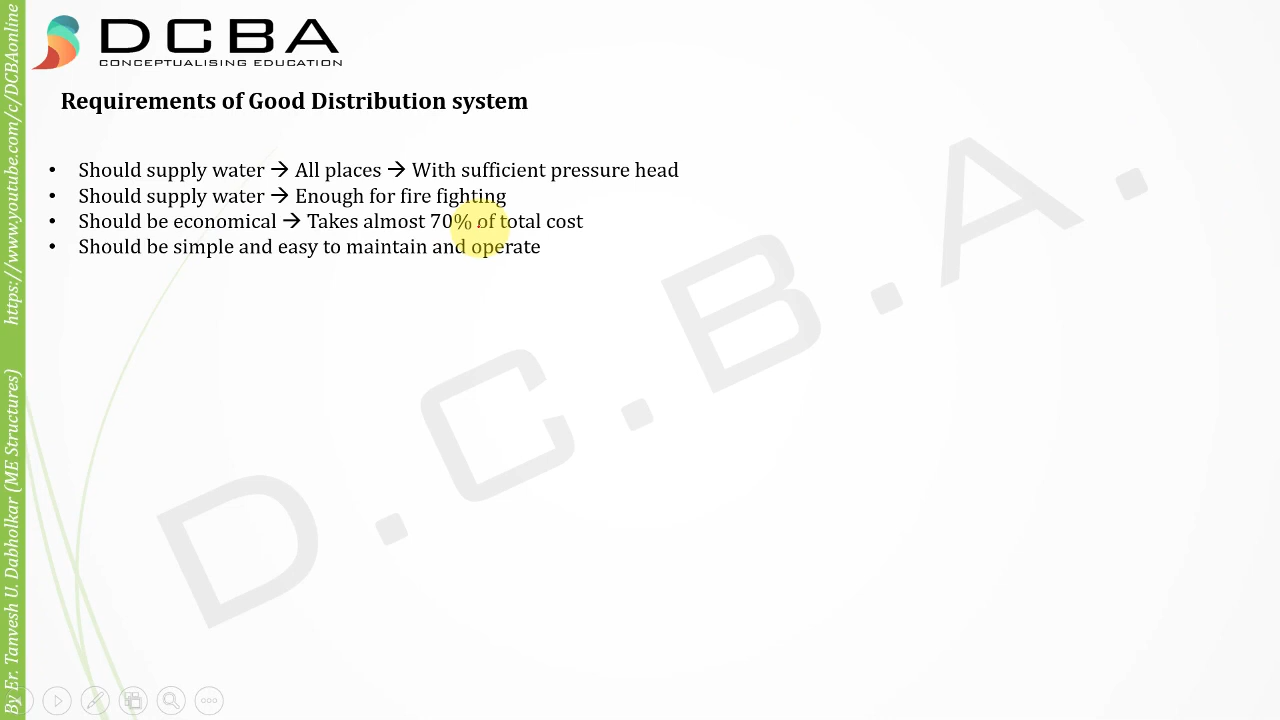 DCBA
CONCEPTUALISING EDUCATION
Requirements of Good Distribution system
• Should supply water → All places → With sufficient pressure head
• Should supply water → Enough for fire fighting
• Should be economical → Takes almost 70% of total cost
• Should be simple and easy to maintain and operate
D.C.B.A.
By Er. Tanvesh U. Dabholkar (ME Structures) https://www.youtube.com/c/DCBAonline